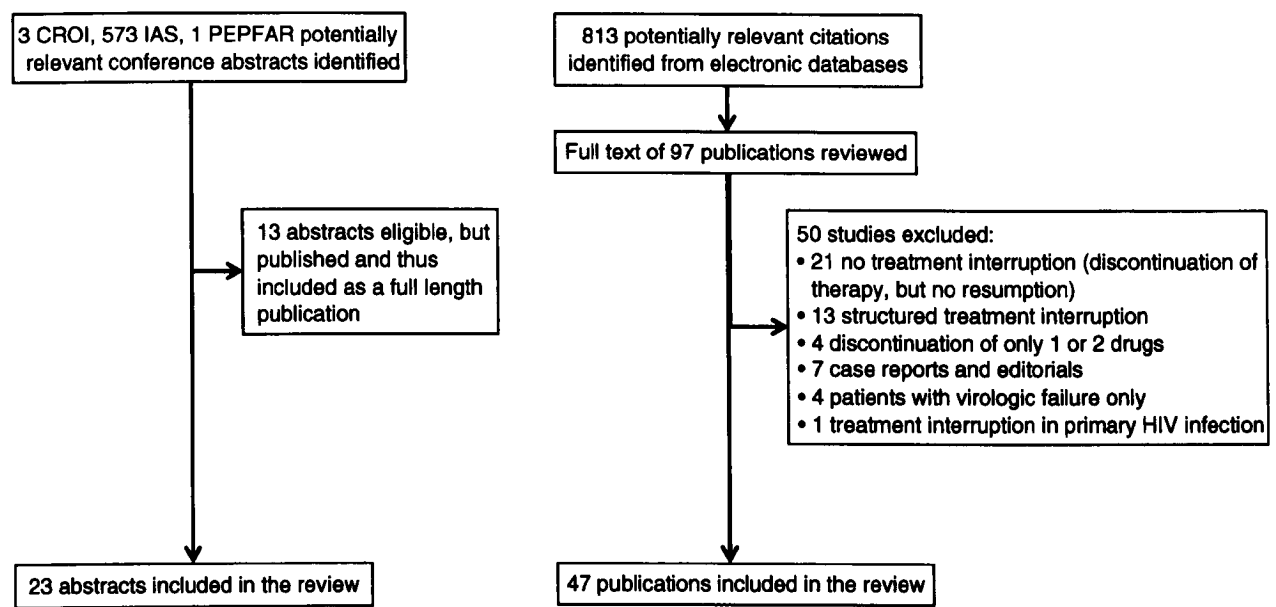 3 CROI, 573 IAS, 1 PEPFAR potentially
relevant conference abstracts identified
13 abstracts eligible, but
published and thus
included as a full length
publication
23 abstracts included in the review
813 potentially relevant citations
identified from electronic databases
Full text of 97 publications reviewed
50 studies excluded:
• 21 no treatment interruption (discontinuation of
therapy, but no resumption)
• 13 structured treatment interruption
• 4 discontinuation of only 1 or 2 drugs
• 7 case reports and editorials
• 4 patients with virologic failure only
• 1 treatment interruption in primary HIV infection
47 publications included in the review